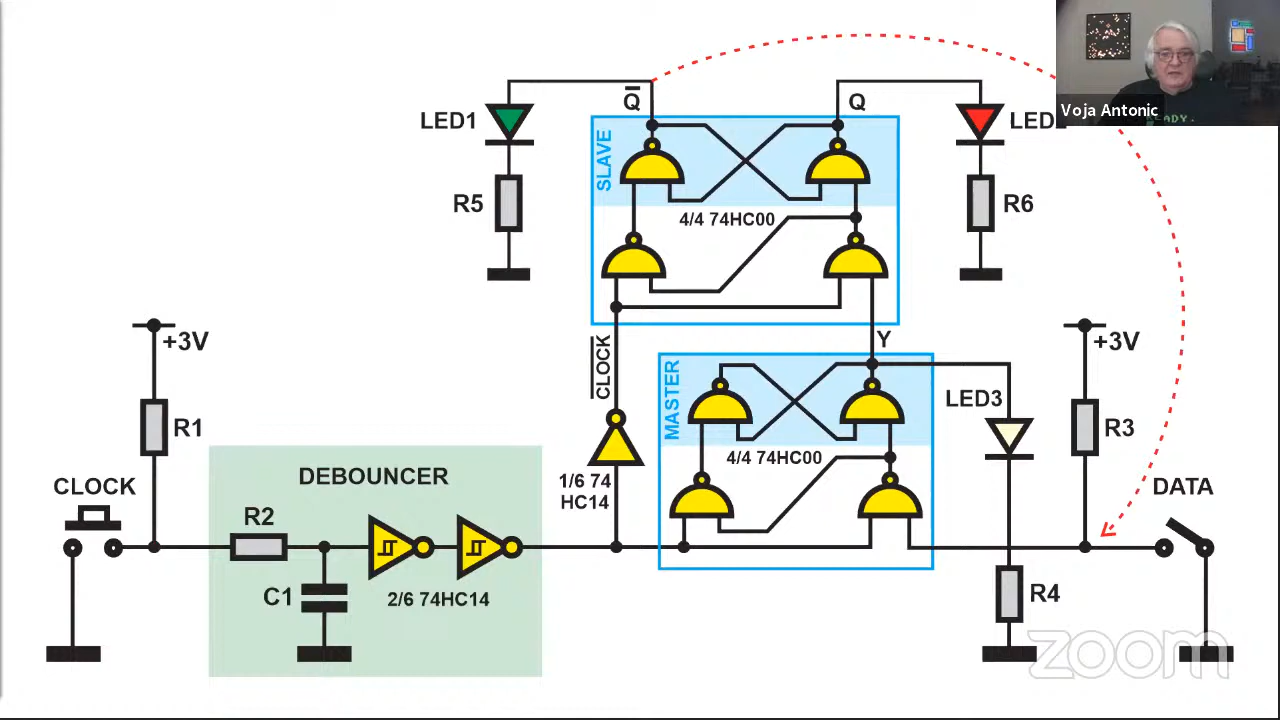 Voja Antonic
READY.
Q
Q
LED1
LED
SLAVE
R5
R6
4/4 74HC00
+3V
CLOCK
Y
+3V
MASTER
LED3
R1
R3
4/4 74HC00
DEBOUNCER
1/6 74
HC14
CLOCK
DATA
R2
C1
2/6 74HC14
R4
zoom